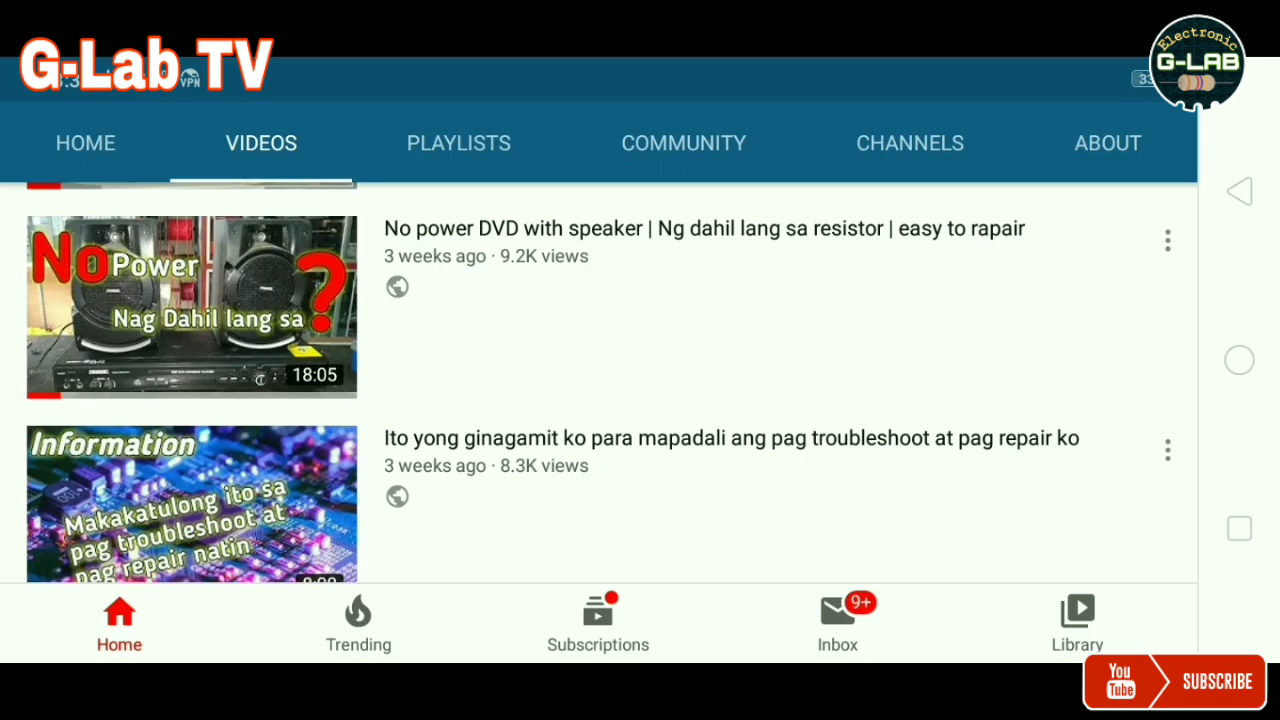 G-Lab TV
VPN
33
Electronic
G-LAB
HOME
VIDEOS
PLAYLISTS
COMMUNITY
CHANNELS
ABOUT
No Power
?
Nag Dahil lang sa
18:05
No power DVD with speaker | Ng dahil lang sa resistor | easy to rapair
3 weeks ago · 9.2K views
Information
Makakatulong ito sa
pag troubleshoot at
pag repair natin
Ito yong ginagamit ko para mapadali ang pag troubleshoot at pag repair ko
3 weeks ago · 8.3K views
Home
Trending
Subscriptions
9+
Inbox
Library
You
Tube
SUBSCRIBE